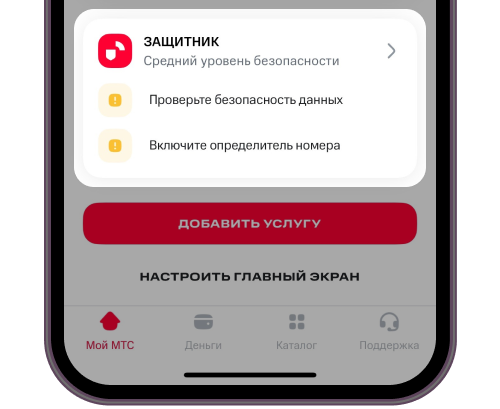 ЗАЩИТНИК
Средний уровень безопасности
Проверьте безопасность данных
Включите определитель номера
ДОБАВИТЬ УСЛУГУ
НАСТРОИТЬ ГЛАВНЫЙ ЭКРАН
Мой МТС
Деньги
Каталог
Поддержка